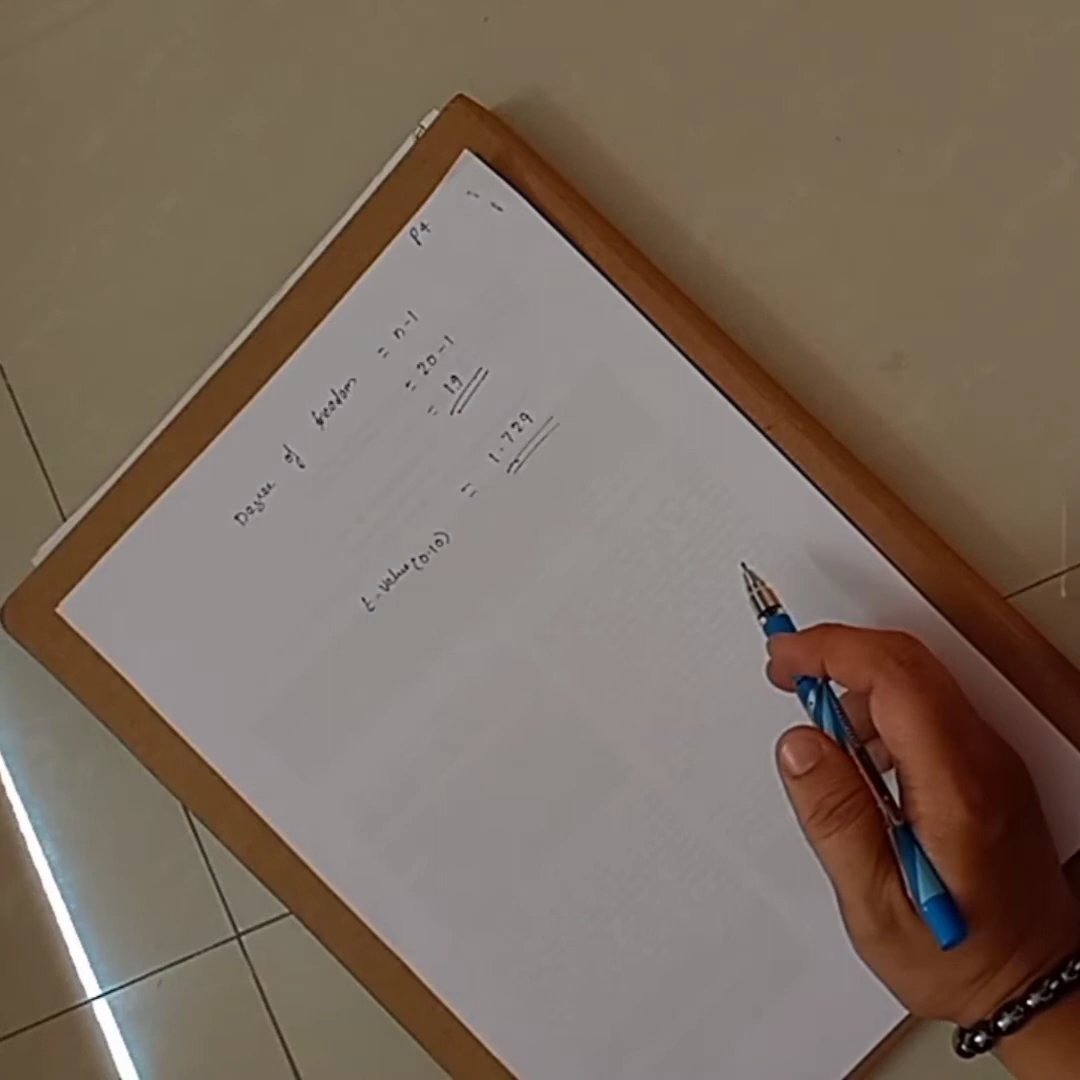 P4
Degree of freedom = n-1
= 20-1
= 19
t-value (0.10) = 1.729